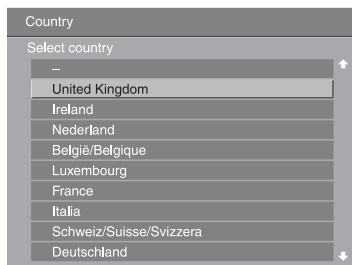 Country
Select country
–
United Kingdom
Ireland
Nederland
België/Belgique
Luxembourg
France
Italia
Schweiz/Suisse/Svizzera
Deutschland